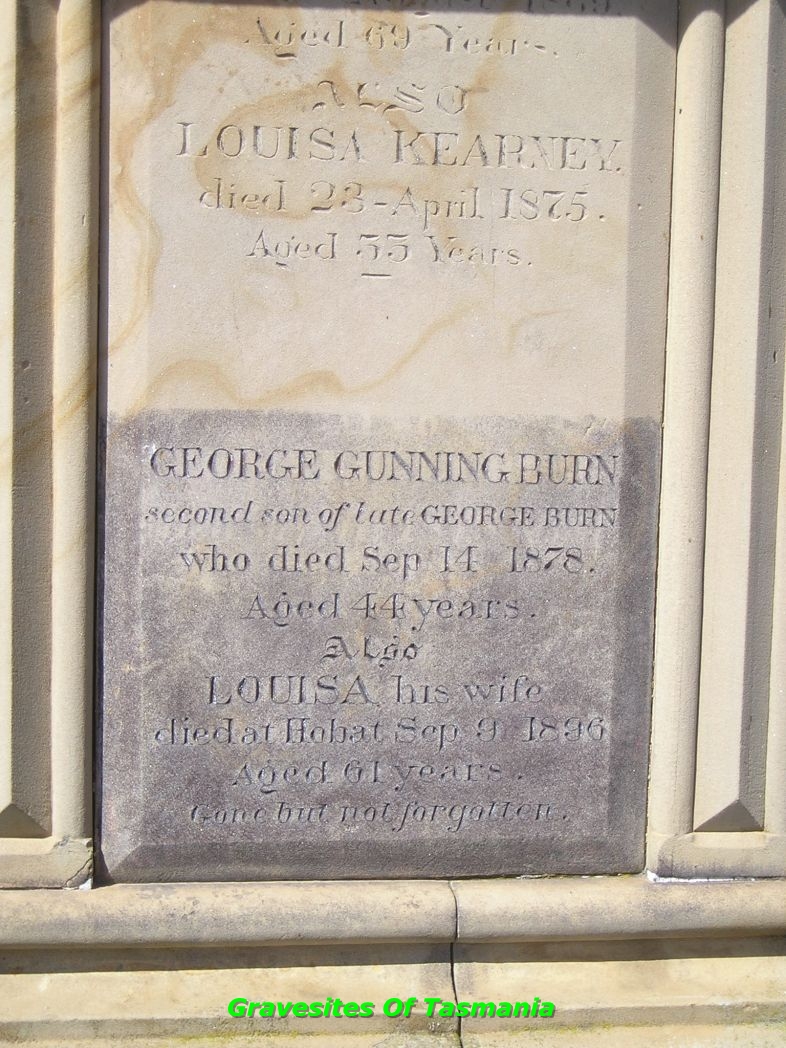 1869.
Aged 69 Years.
ALSO
LOUISA KEARNEY.
died 23-April 1875.
Aged 55 Years.
GEORGE GUNNING BURN
second son of late GEORGE BURN
who died Sep 14 1878.
Aged 44 years.
Also
LOUISA, his wife
died at Hobat Sep 9 1896
Aged 61 years.
Gone but not forgotten.
Gravesites Of Tasmania